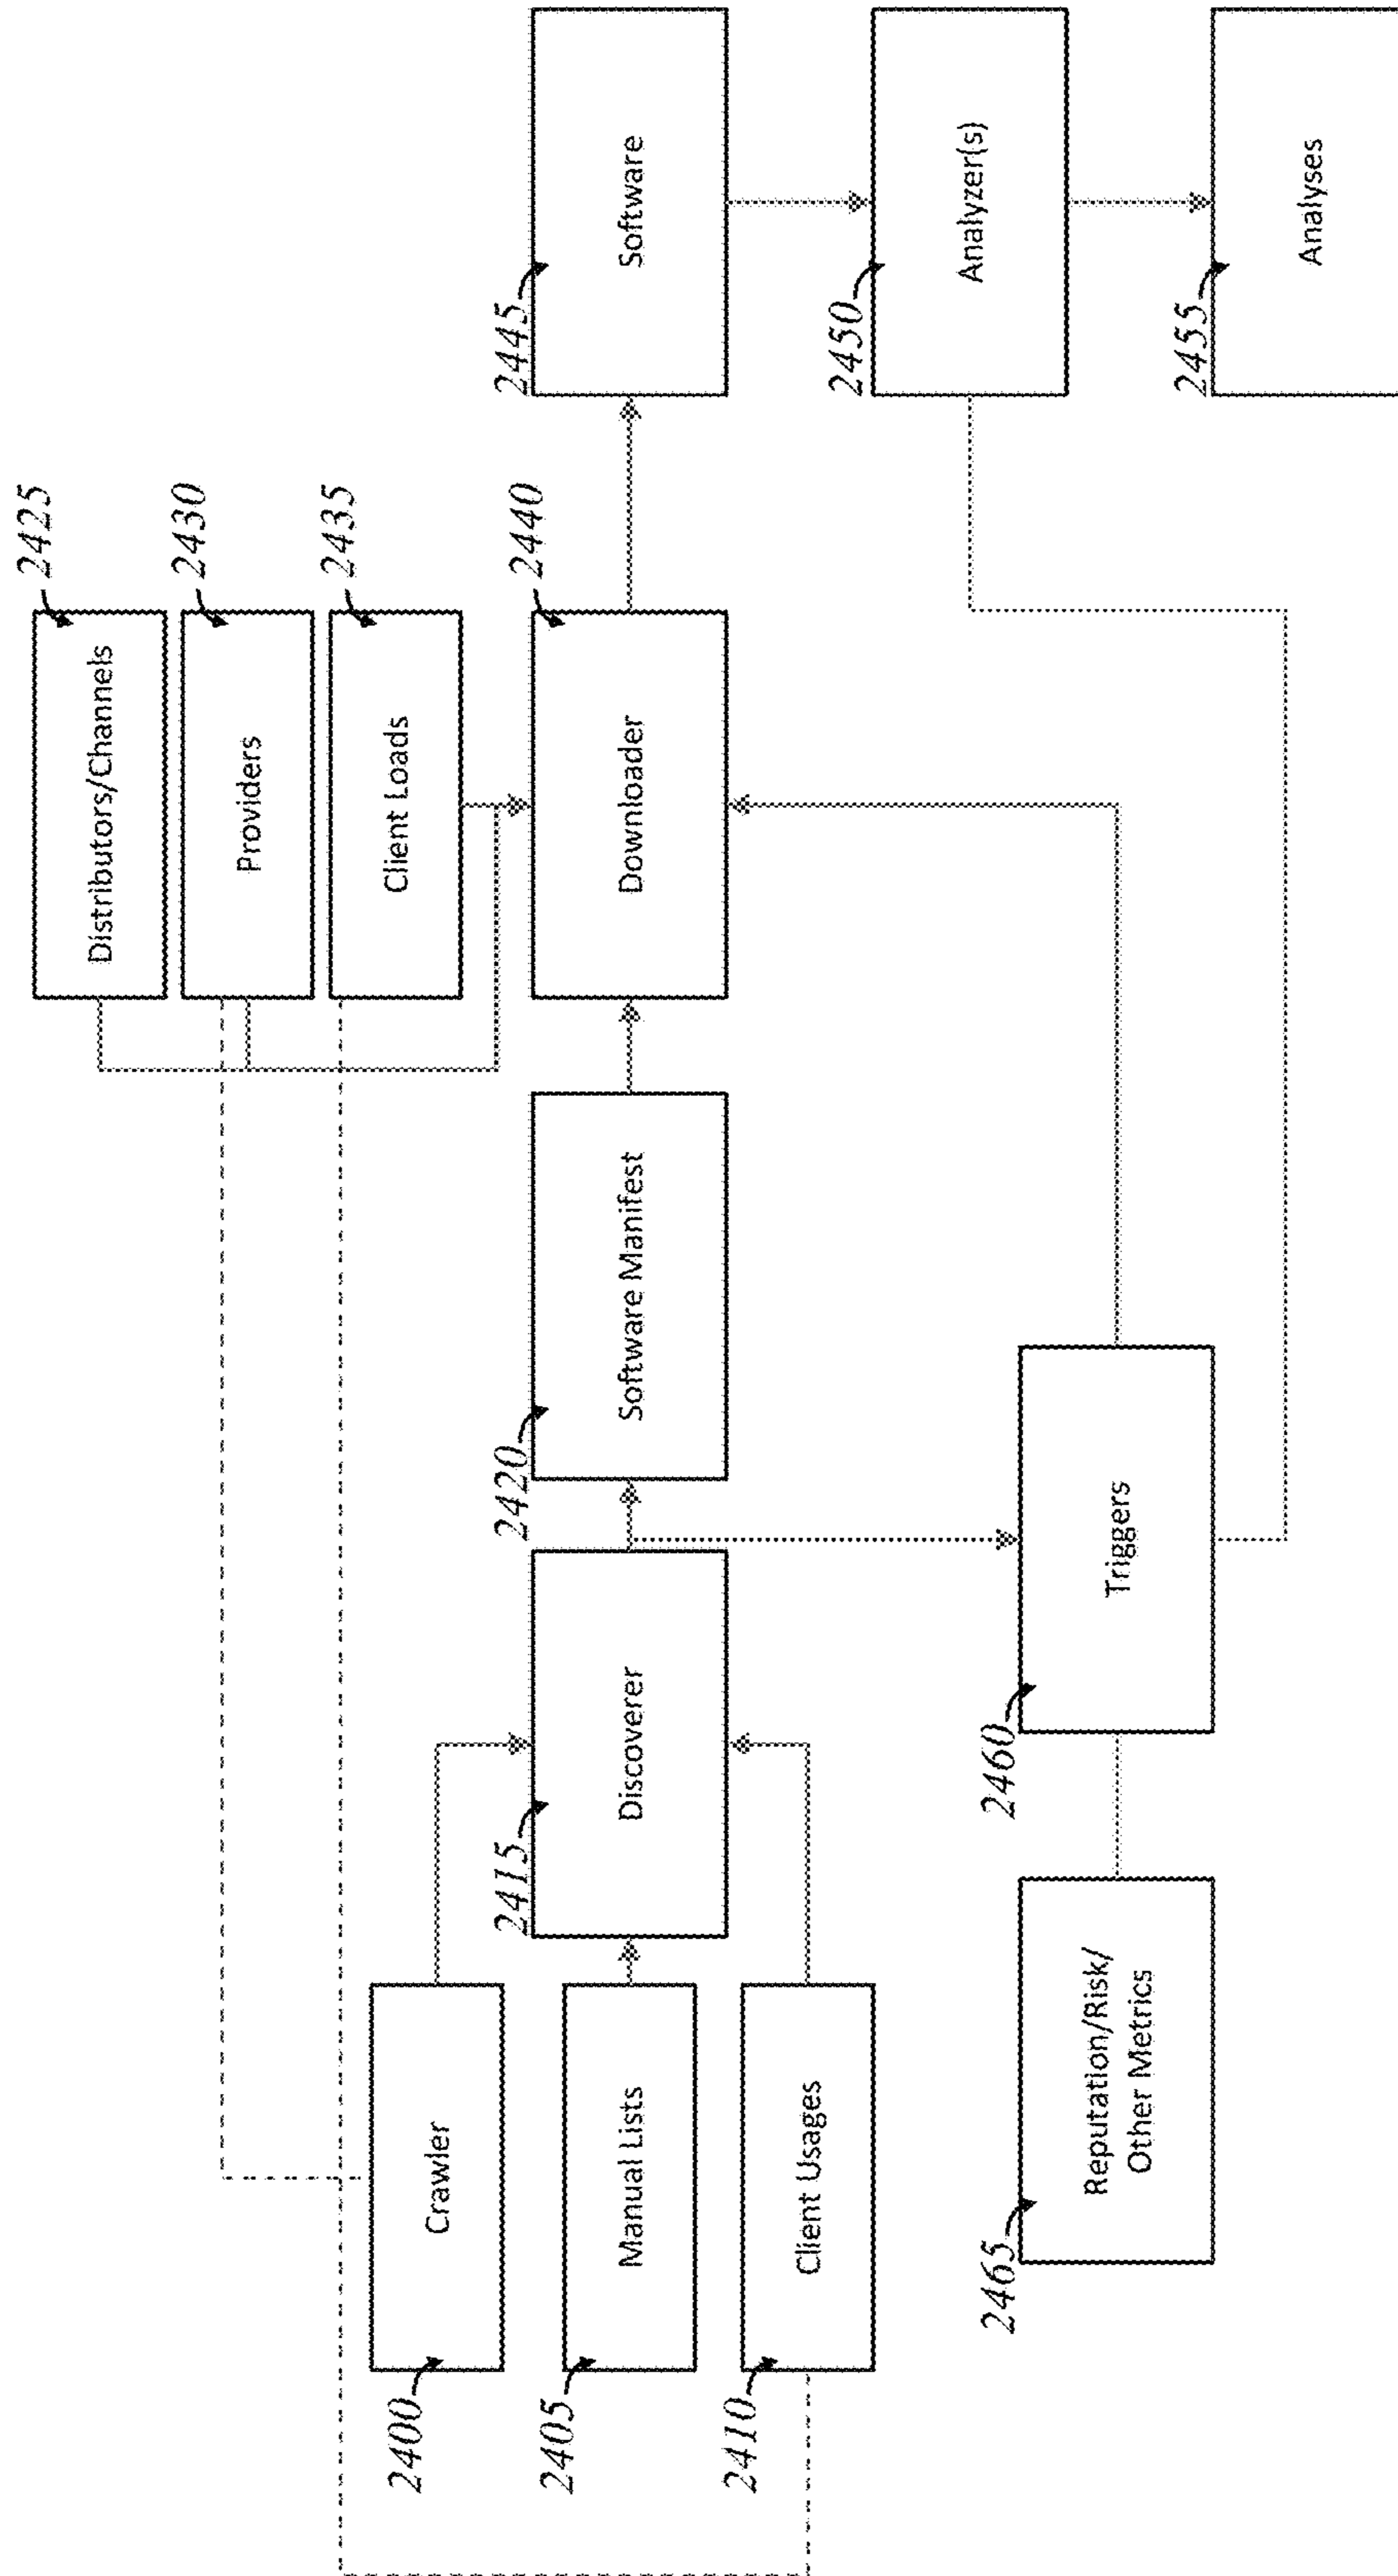 2425
Distributors/Channels
2430
Providers
2435
Client Loads
2400
Crawler
2405
Manual Lists
2410
Client Usages
2415
Discoverer
2420
Software Manifest
2440
Downloader
2445
Software
2450
Analyzer(s)
2455
Analyses
2460
Triggers
2465
Reputation/Risk/
Other Metrics